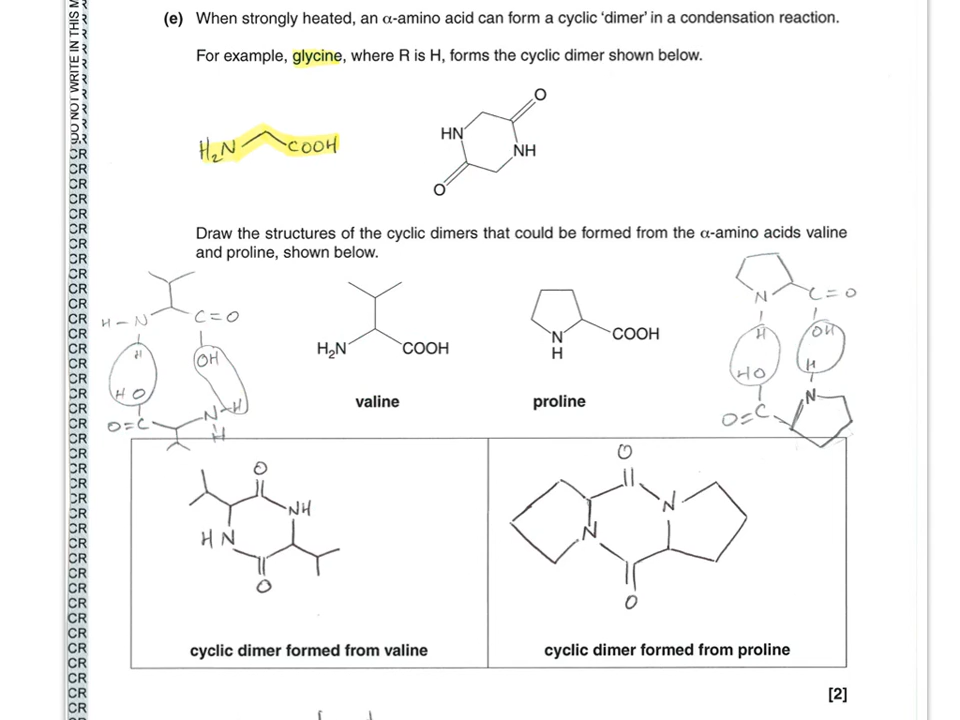 (e) When strongly heated, an α-amino acid can form a cyclic 'dimer' in a condensation reaction.
For example, glycine, where R is H, forms the cyclic dimer shown below.
O
HN
NH
O
H₂N COOH
Draw the structures of the cyclic dimers that could be formed from the α-amino acids valine
and proline, shown below.
H-N C=O
H OH
HO N-H
O=C H
H₂N COOH
valine
N
H
COOH
proline
N C=O
H OH
HO H
O=C N
O
NH
HN
O
cyclic dimer formed from valine
O
N
N
O
cyclic dimer formed from proline
[2]
DO NOT WRITE IN THIS M